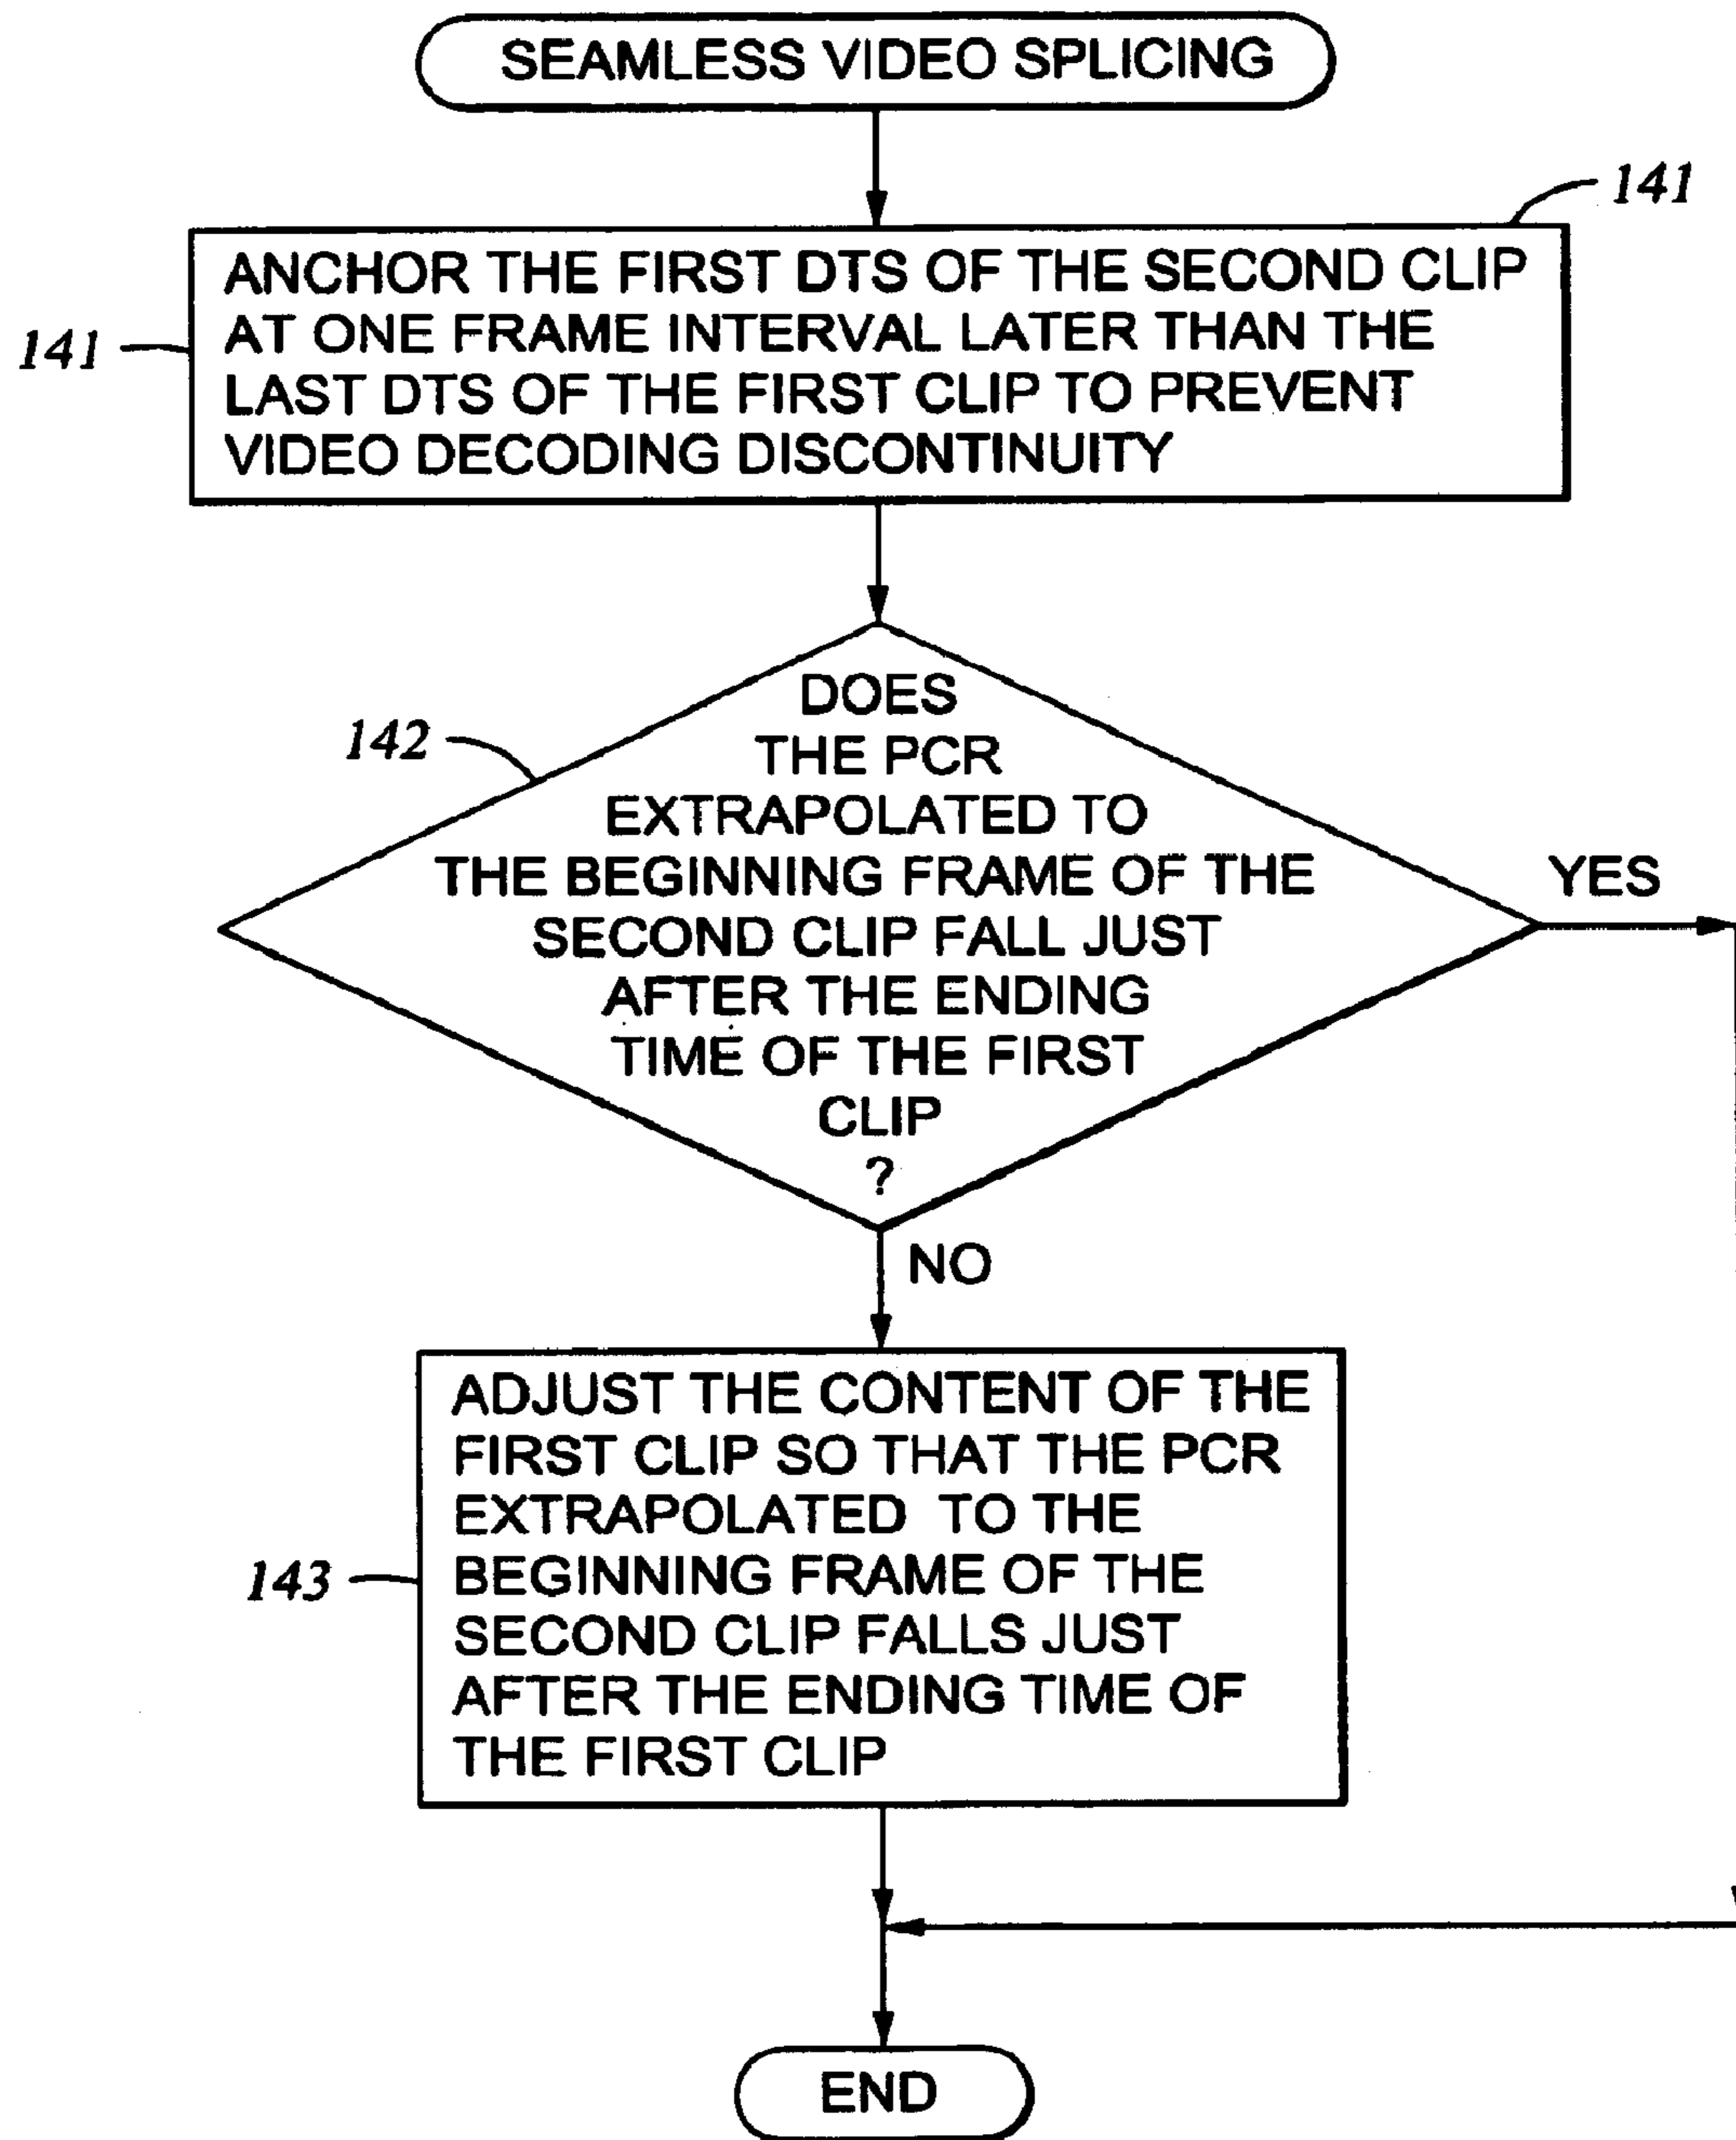 SEAMLESS VIDEO SPLICING
141
ANCHOR THE FIRST DTS OF THE SECOND CLIP
AT ONE FRAME INTERVAL LATER THAN THE
LAST DTS OF THE FIRST CLIP TO PREVENT
VIDEO DECODING DISCONTINUITY
141
142
DOES
THE PCR
EXTRAPOLATED TO
THE BEGINNING FRAME OF THE
SECOND CLIP FALL JUST
AFTER THE ENDING
TIME OF THE FIRST
CLIP
?
YES
NO
143
ADJUST THE CONTENT OF THE
FIRST CLIP SO THAT THE PCR
EXTRAPOLATED TO THE
BEGINNING FRAME OF THE
SECOND CLIP FALLS JUST
AFTER THE ENDING TIME OF
THE FIRST CLIP
END